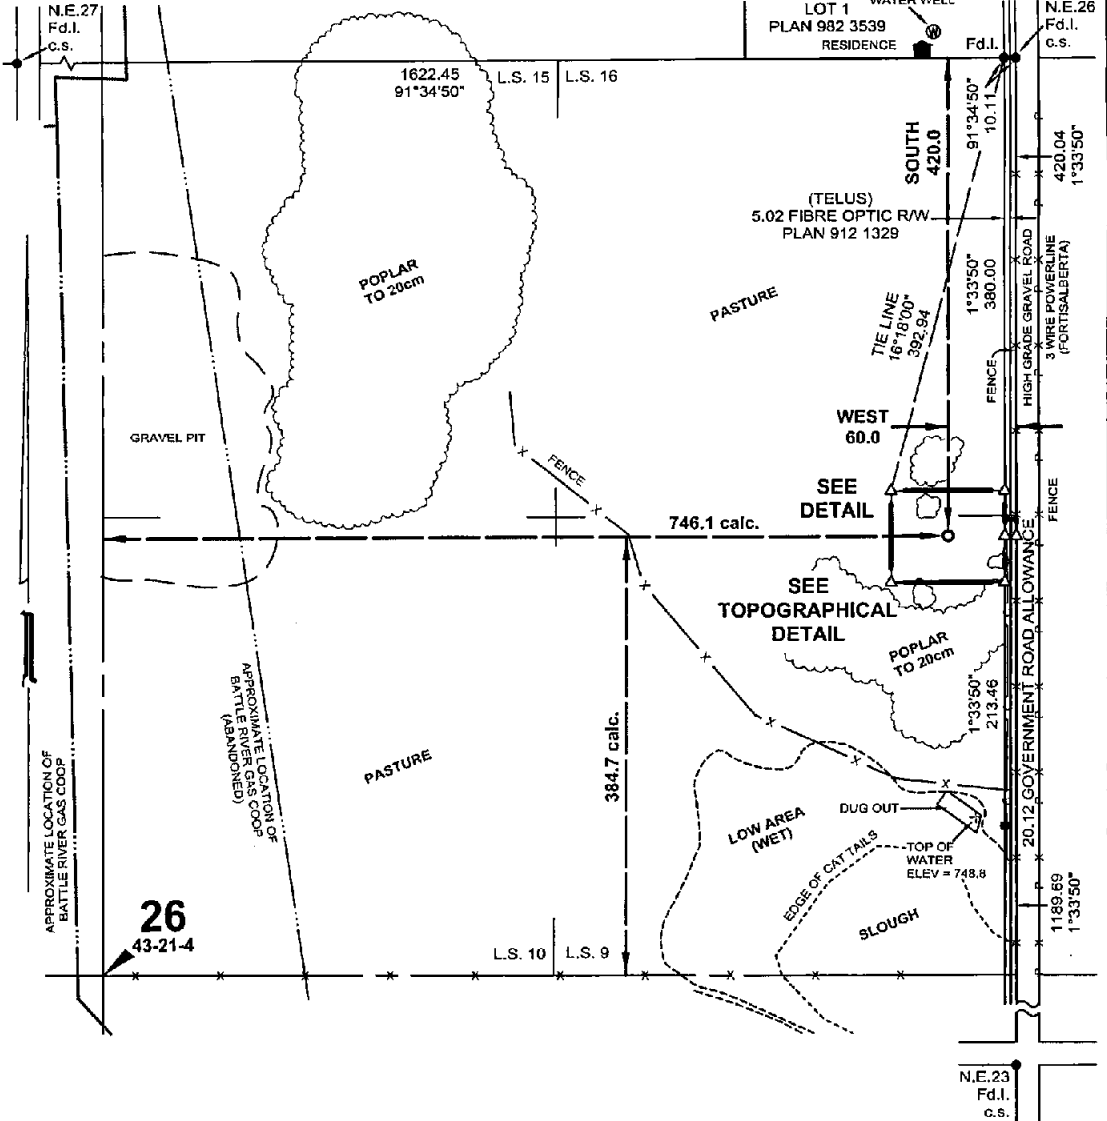 N.E.27
Fd.I.
c.s.
LOT 1
PLAN 982 3539
WATER WELL
W
RESIDENCE
Fd.I.
N.E.26
Fd.I.
c.s.
1622.45
91°34'50"
L.S. 15
L.S. 16
SOUTH
420.0
91°34'50"
10.11
420.04
1°33'50"
(TELUS)
5.02 FIBRE OPTIC R/W
PLAN 912 1329
POPLAR
TO 20cm
PASTURE
1°33'50"
380.00
HIGH GRADE GRAVEL ROAD
3 WIRE POWERLINE
(FORTISALBERTA)
TIE LINE
16°18'00"
392.94
FENCE
WEST
60.0
GRAVEL PIT
FENCE
SEE
DETAIL
FENCE
746.1 calc.
SEE
TOPOGRAPHICAL
DETAIL
POPLAR
TO 20cm
20.12 GOVERNMENT ROAD ALLOWANCE
1°33'50"
213.46
APPROXIMATE LOCATION OF
BATTLE RIVER GAS COOP
(ABANDONED)
384.7 calc.
PASTURE
APPROXIMATE LOCATION OF
BATTLE RIVER GAS COOP
DUG OUT
LOW AREA
(WET)
EDGE OF CAT TAILS
TOP OF
WATER
ELEV = 748.8
SLOUGH
1189.69
1°33'50"
26
43-21-4
L.S. 10
L.S. 9
N.E.23
Fd.I.
c.s.